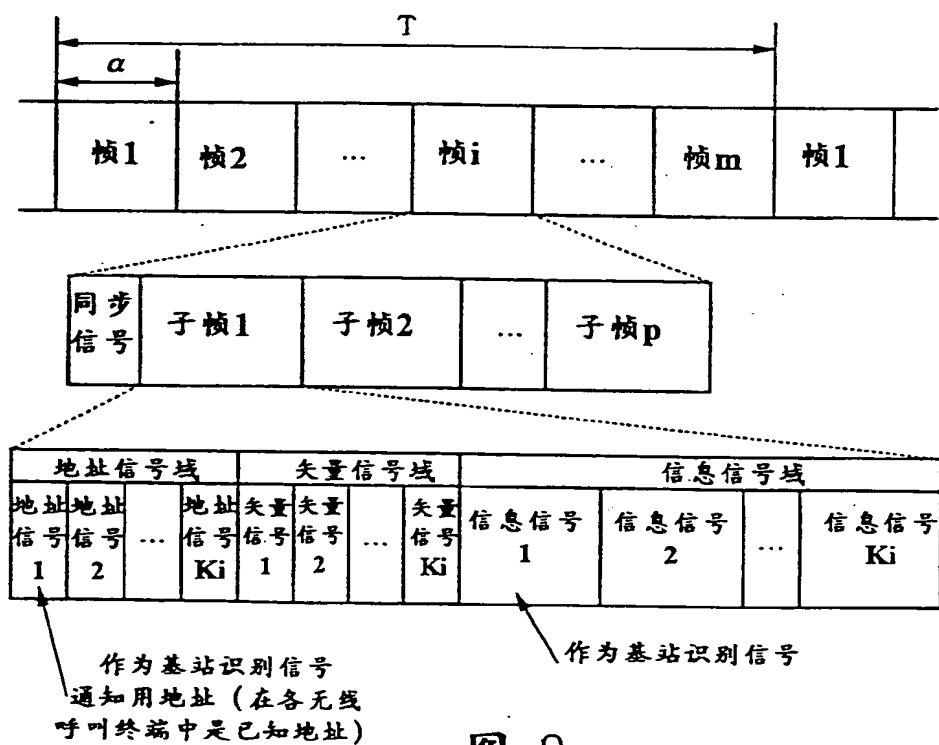 T
α
帧1 帧2 … 帧i … 帧m 帧1
同步信号 子帧1 子帧2 … 子帧p
地址信号域 矢量信号域 信息信号域
地址信号1 地址信号2 … 地址信号Ki 矢量信号1 矢量信号2 … 矢量信号Ki 信息信号1 信息信号2 … 信息信号Ki
作为基站识别信号
通知用地址（在各无线
呼叫终端中是已知地址）
作为基站识别信号